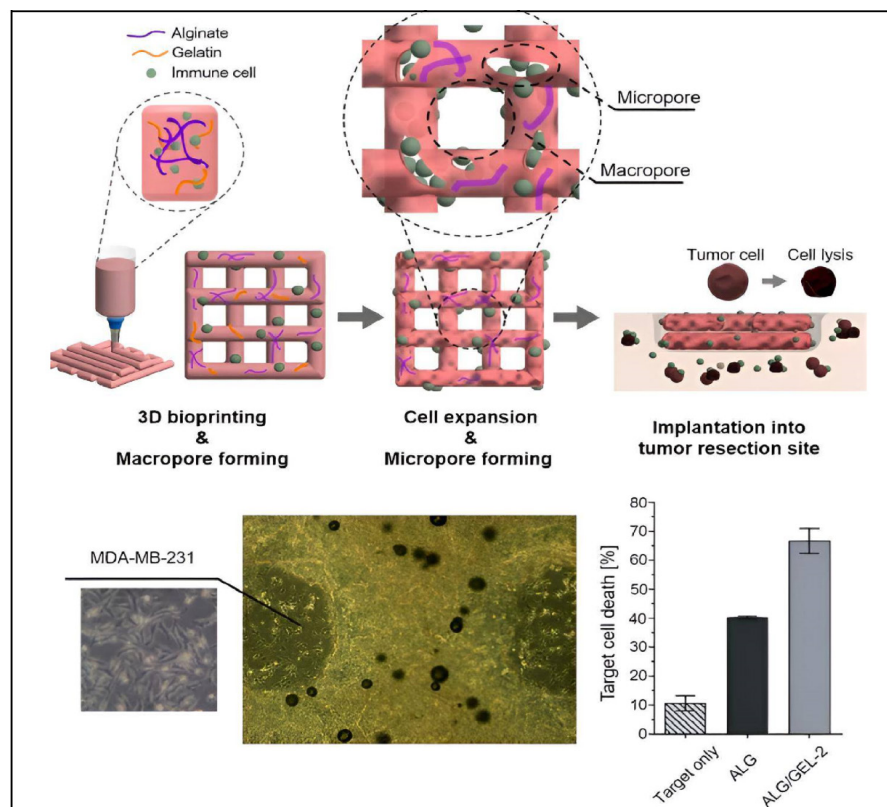 Alginate
Gelatin
Immune cell
Micropore
Macropore
Tumor cell
Cell lysis
3D bioprinting
&
Macropore forming
Cell expansion
&
Micropore forming
Implantation into
tumor resection site
MDA-MB-231
Target cell death [%]
80
70
60
50
40
30
20
10
0
Target only
ALG
ALG/GEL-2